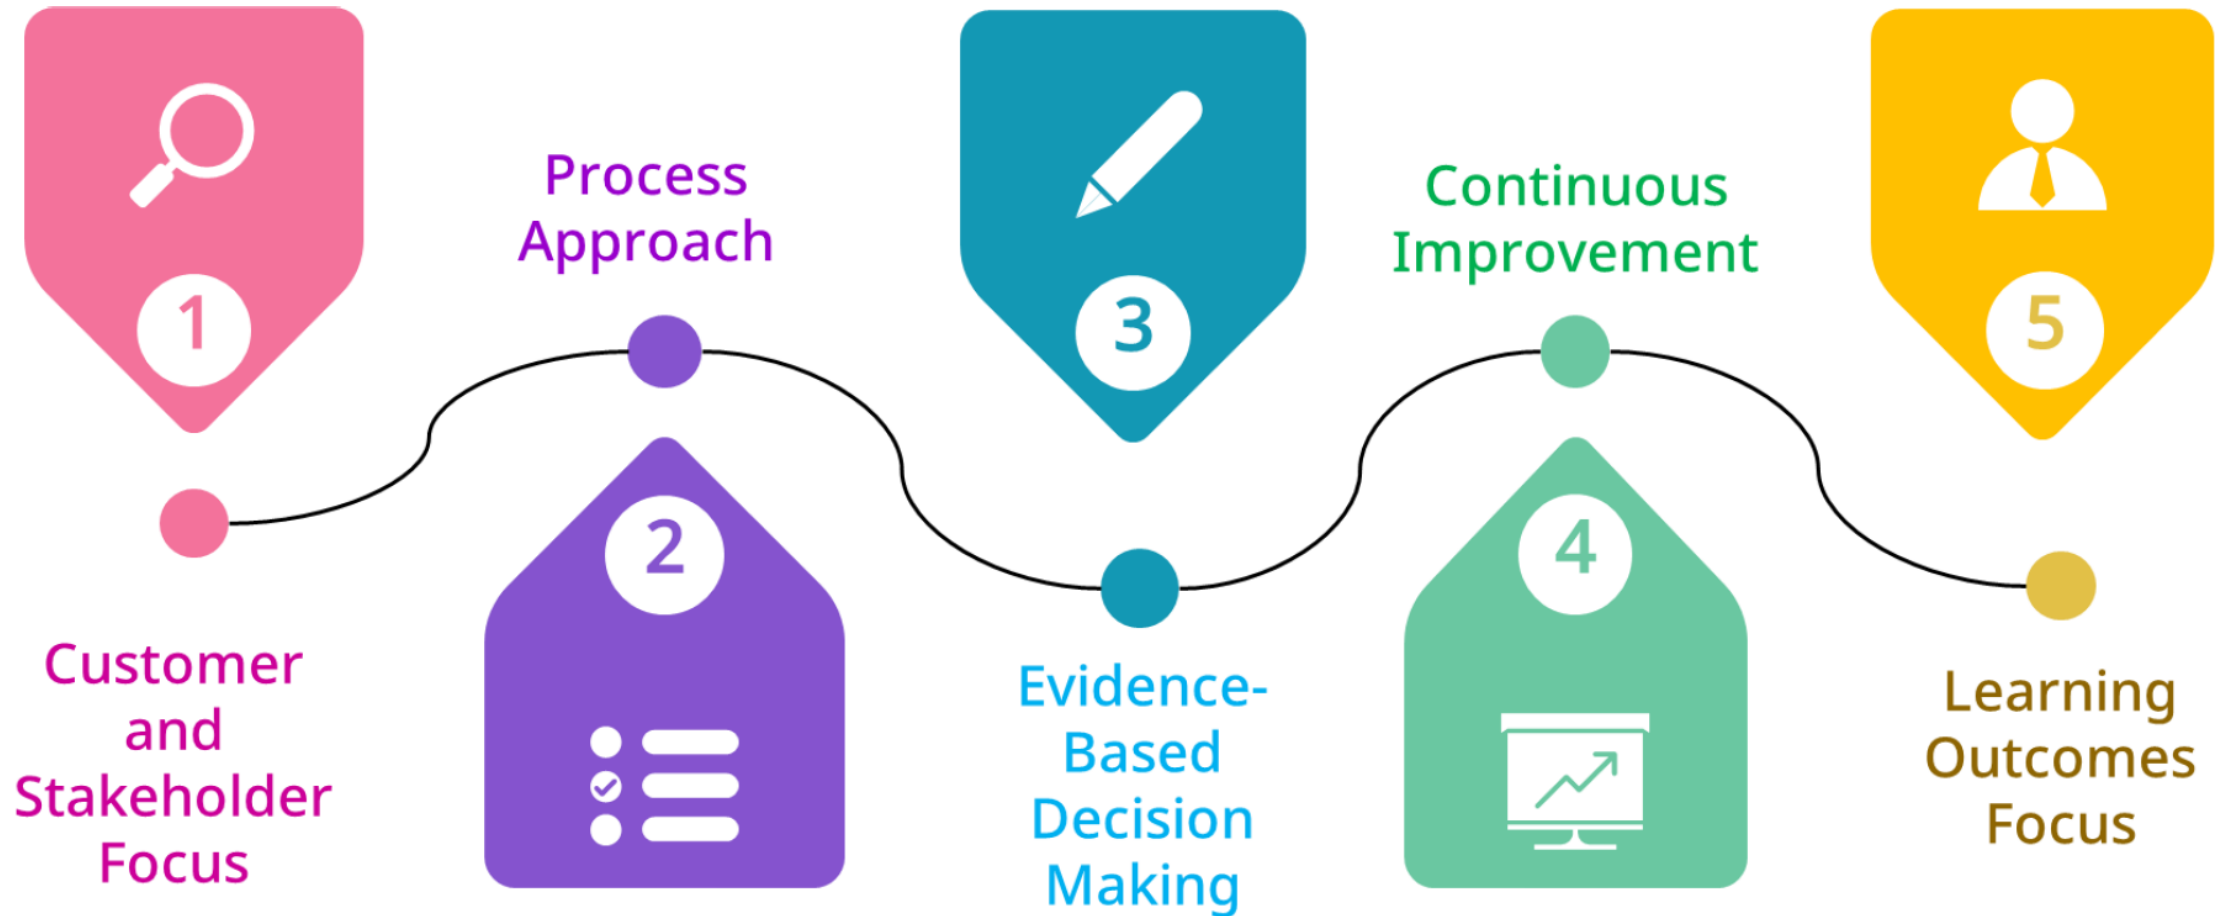 1
Customer
and
Stakeholder
Focus
Process
Approach
2
3
Evidence-
Based
Decision
Making
Continuous
Improvement
4
5
Learning
Outcomes
Focus